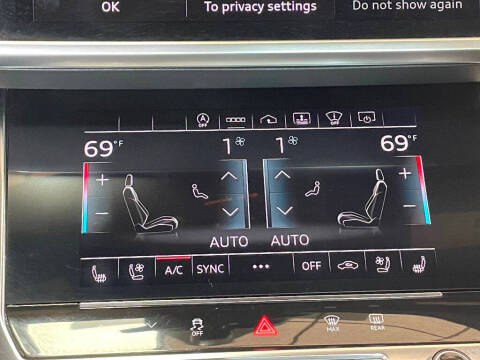 OK To privacy settings Do not show again
A OFF OFF
69°F 1 1 69°F
+ +
− −
AUTO AUTO
A/C SYNC ••• OFF
OFF MAX REAR